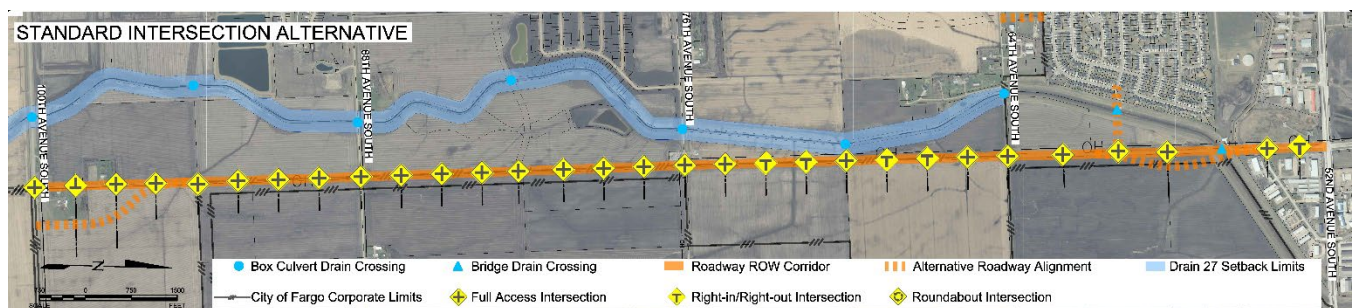 STANDARD INTERSECTION ALTERNATIVE
100TH AVENUE SOUTH
88TH AVENUE SOUTH
76TH AVENUE SOUTH
64TH AVENUE SOUTH
52ND AVENUE SOUTH
N
750 0 750 1500
SCALE FEET
Box Culvert Drain Crossing
Bridge Drain Crossing
Roadway ROW Corridor
Alternative Roadway Alignment
Drain 27 Setback Limits
City of Fargo Corporate Limits
Full Access Intersection
Right-in/Right-out Intersection
Roundabout Intersection